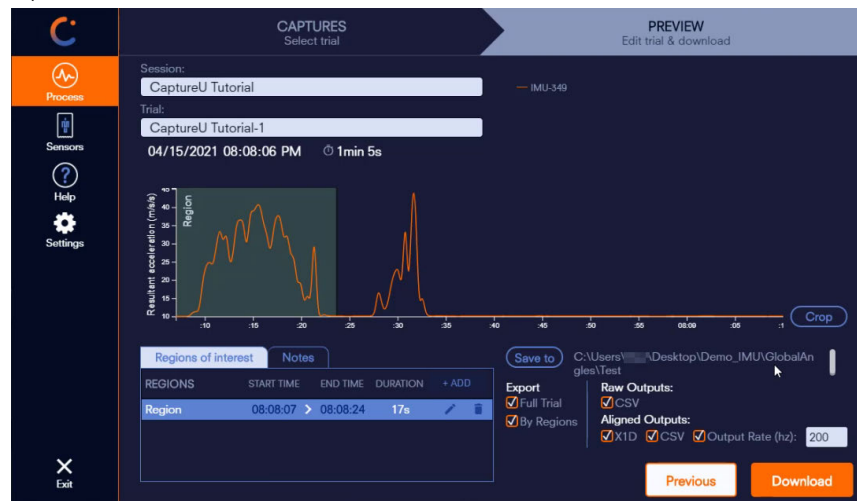 CAPTURES
Select trial
PREVIEW
Edit trial & download
Process
Sensors
Help
Settings
Exit
Session:
CaptureU Tutorial
Trial:
CaptureU Tutorial-1
04/15/2021 08:08:06 PM 1min 5s
IMU-349
Resultant acceleration (m/s/s)
40
35
30
25
20
15
10
Region
:10 :15 :20 :25 :30 :35 :40 :45 :50 :55 08:09 :05 :1
Crop
Regions of interest Notes
REGIONS START TIME END TIME DURATION + ADD
Region 08:08:07 > 08:08:24 17s
Save to C:\Users\ \Desktop\Demo_IMU\GlobalAn
gles\Test
Export
Full Trial
By Regions
Raw Outputs:
CSV
Aligned Outputs:
X1D CSV Output Rate (hz): 200
Previous Download